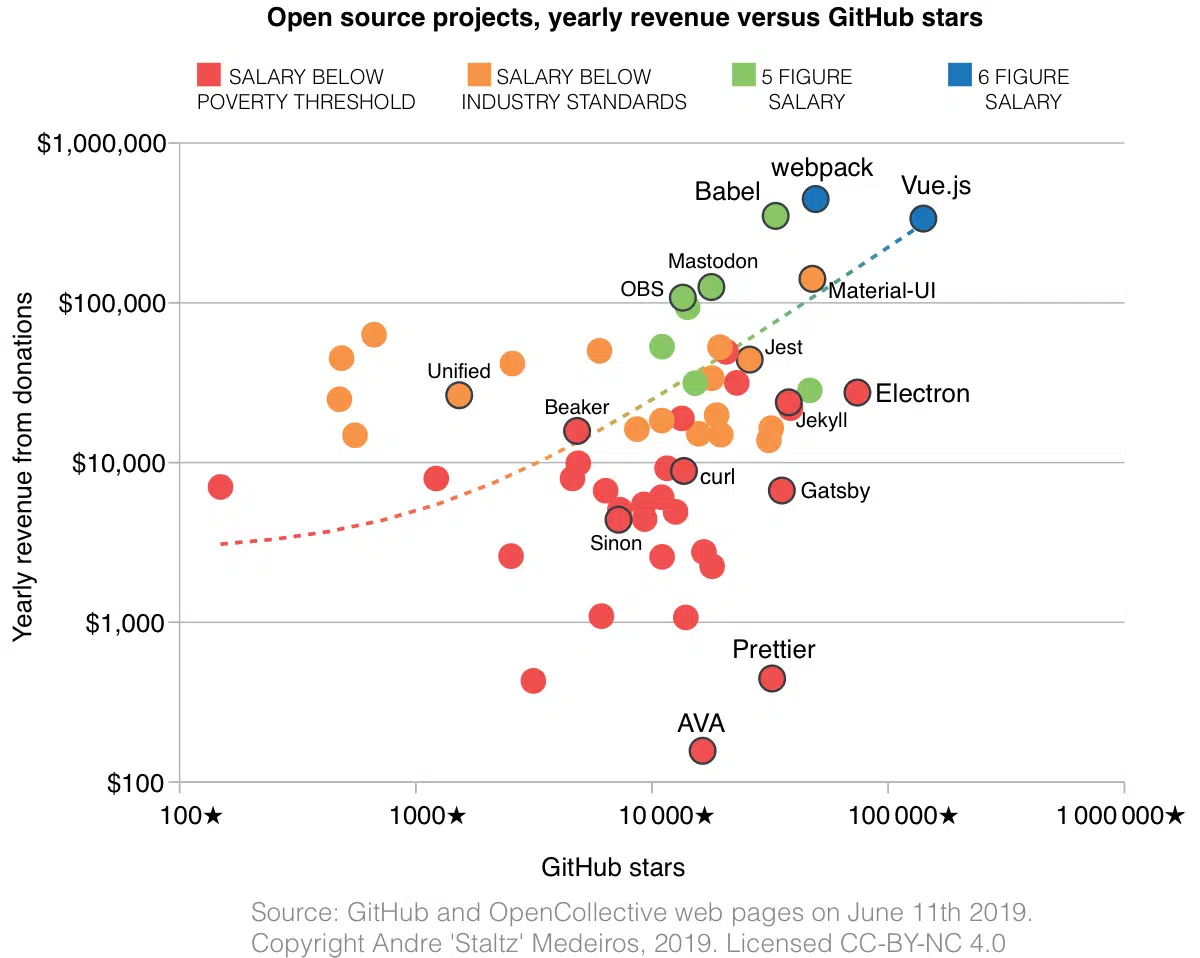 Open source projects, yearly revenue versus GitHub stars
SALARY BELOW
POVERTY THRESHOLD
SALARY BELOW
INDUSTRY STANDARDS
5 FIGURE
SALARY
6 FIGURE
SALARY
$1,000,000
$100,000
$10,000
$1,000
$100
Yearly revenue from donations
webpack
Babel
Vue.js
Mastodon
OBS
Material-UI
Jest
Unified
Electron
Beaker
Jekyll
curl
Gatsby
Sinon
Prettier
AVA
100★
1000★
10 000★
100 000★
1 000 000★
GitHub stars
Source: GitHub and OpenCollective web pages on June 11th 2019.
Copyright Andre 'Staltz' Medeiros, 2019. Licensed CC-BY-NC 4.0